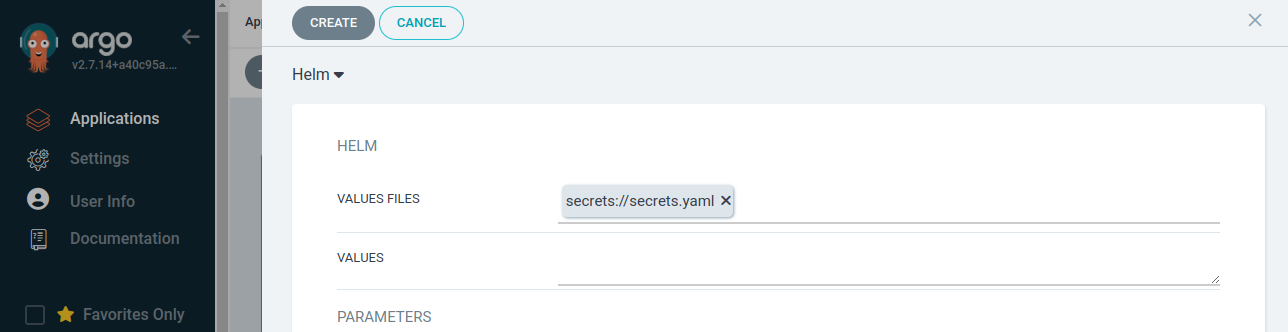 argo
v2.7.14+a40c95a....
Applications
Settings
User Info
Documentation
Favorites Only
CREATE
CANCEL
Helm
HELM
VALUES FILES
secrets://secrets.yaml
VALUES
PARAMETERS